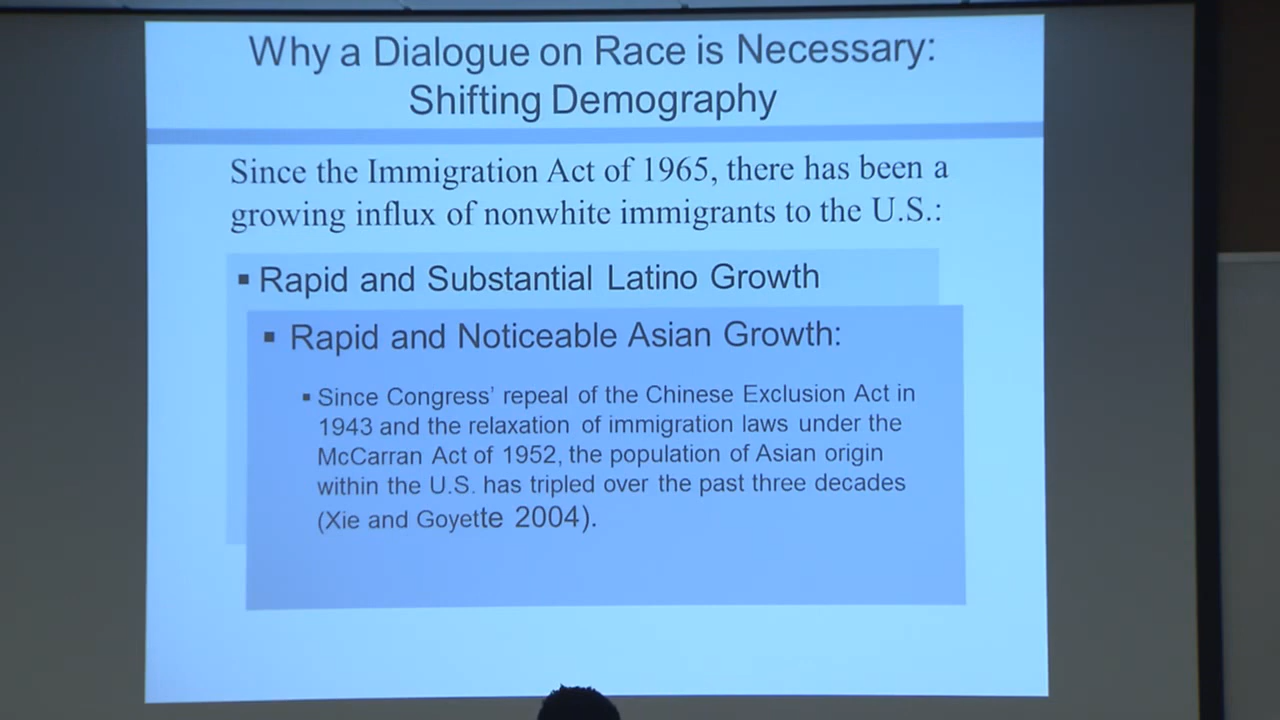 Why a Dialogue on Race is Necessary:
Shifting Demography
Since the Immigration Act of 1965, there has been a
growing influx of nonwhite immigrants to the U.S.:
▪ Rapid and Substantial Latino Growth
▪ Rapid and Noticeable Asian Growth:
▪ Since Congress’ repeal of the Chinese Exclusion Act in
1943 and the relaxation of immigration laws under the
McCarran Act of 1952, the population of Asian origin
within the U.S. has tripled over the past three decades
(Xie and Goyette 2004).